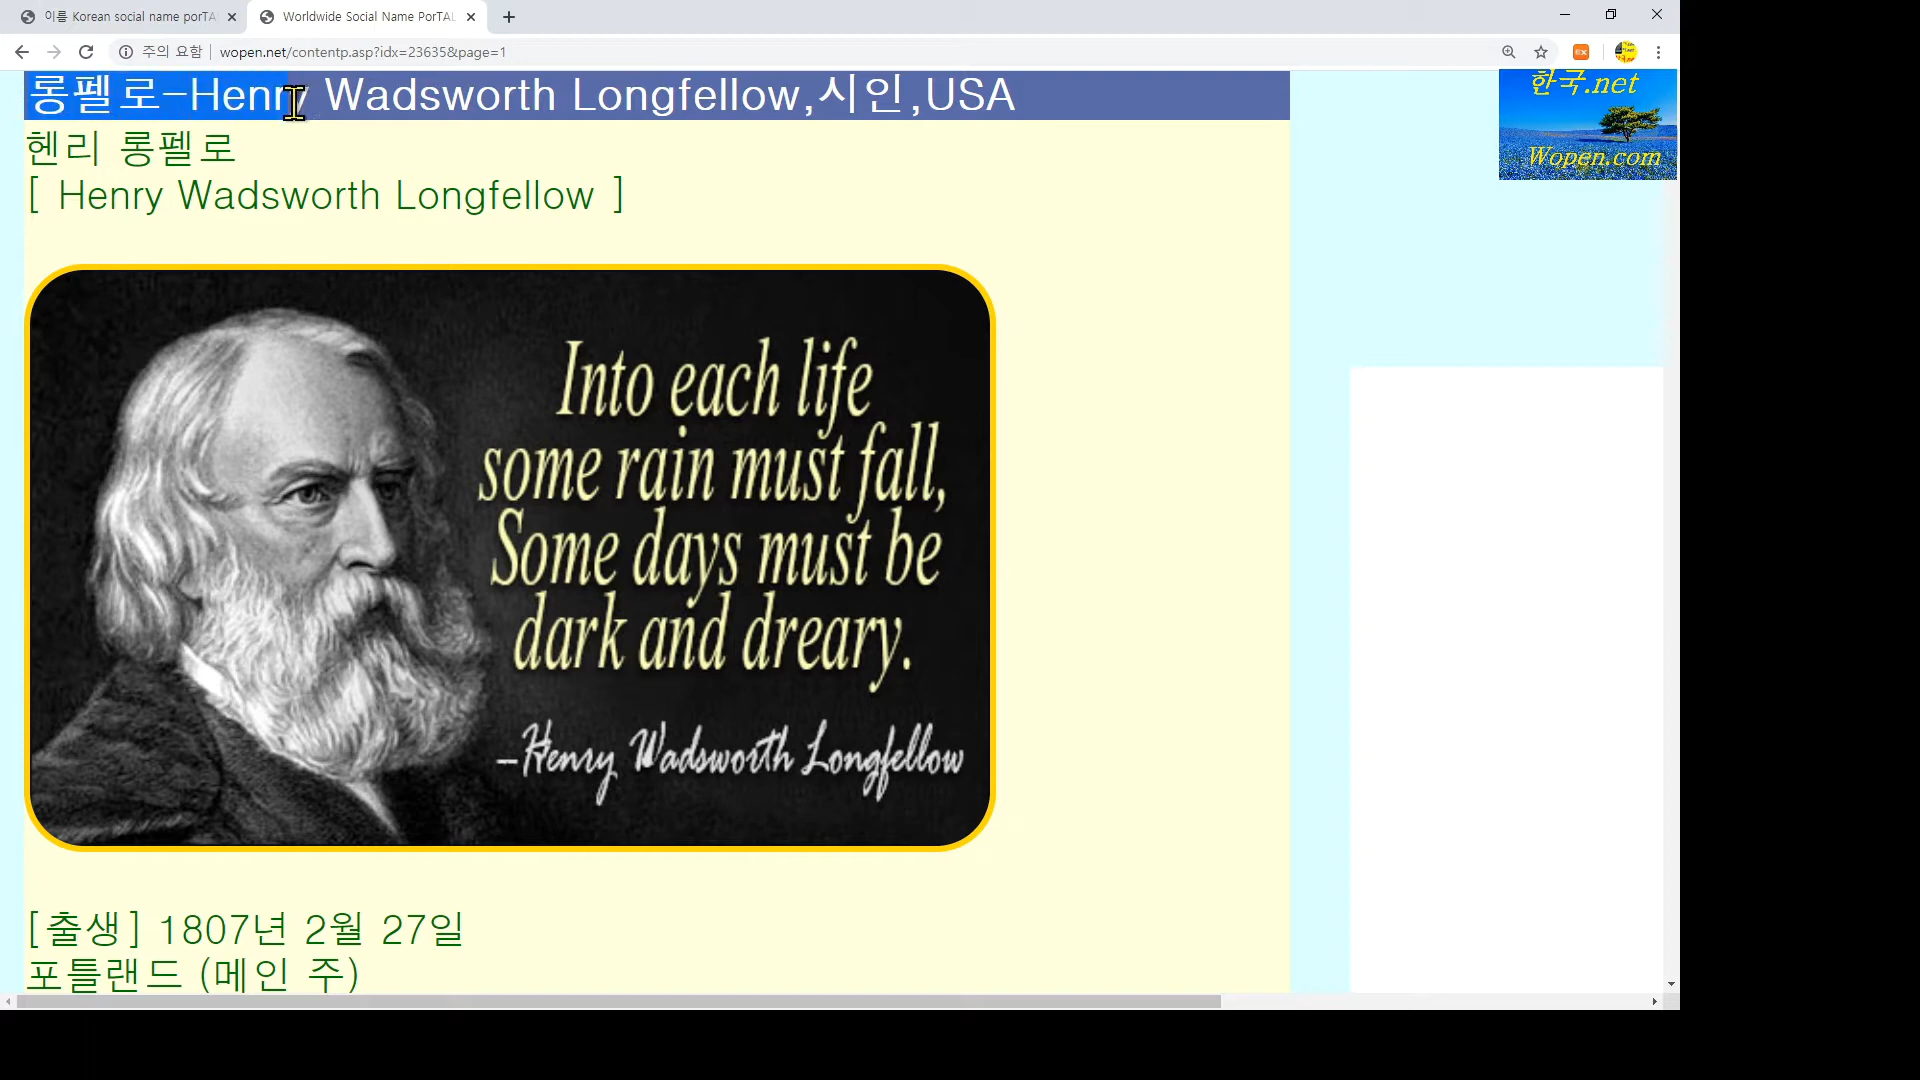 이름 Korean social name porTA
Worldwide Social Name PorTAL
주의 요함
wopen.net/contentp.asp?idx=23635&page=1
롱펠로-Henry Wadsworth Longfellow,시인,USA
한국.net
Wopen.com
헨리 롱펠로
[ Henry Wadsworth Longfellow ]
Into each life
some rain must fall,
Some days must be
dark and dreary.
–Henry Wadsworth Longfellow
[출생] 1807년 2월 27일
포틀랜드 (메인 주)